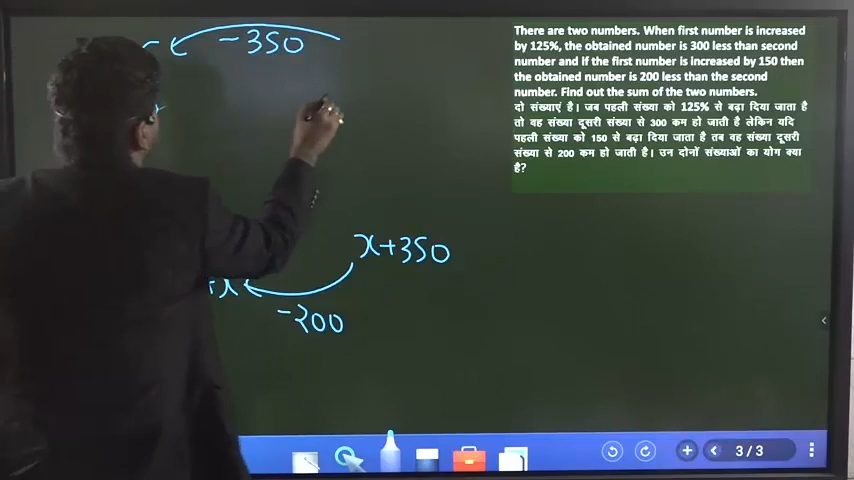 -350
There are two numbers. When first number is increased
by 125%, the obtained number is 300 less than second
number and if the first number is increased by 150 then
the obtained number is 200 less than the second
number. Find out the sum of the two numbers.
दो संख्याएं है। जब पहली संख्या को 125% से बढ़ा दिया जाता है
तो वह संख्या दूसरी संख्या से 300 कम हो जाती है लेकिन यदि
पहली संख्या को 150 से बढ़ा दिया जाता है तब वह संख्या दूसरी
संख्या से 200 कम हो जाती है। उन दोनों संख्याओं का योग क्या
है?
x+350
+x
-200
3/3